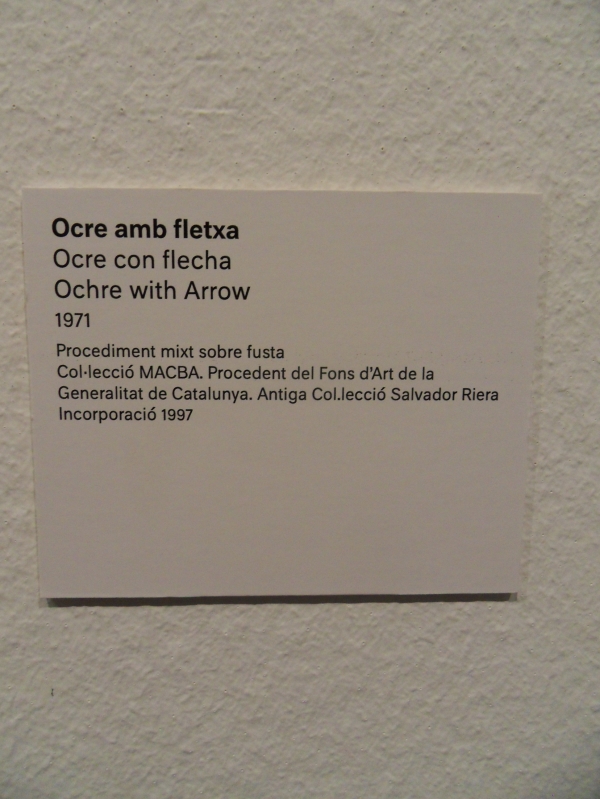 Ocre amb fletxa
Ocre con flecha
Ochre with Arrow
1971
Procediment mixt sobre fusta
Col·lecció MACBA. Procedent del Fons d'Art de la
Generalitat de Catalunya. Antiga Col.lecció Salvador Riera
Incorporació 1997